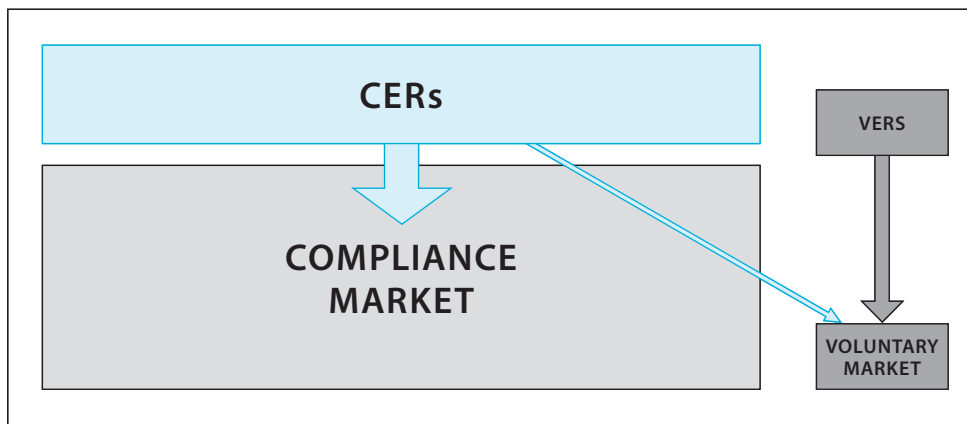 CERs
VERS
COMPLIANCE
MARKET
VOLUNTARY
MARKET